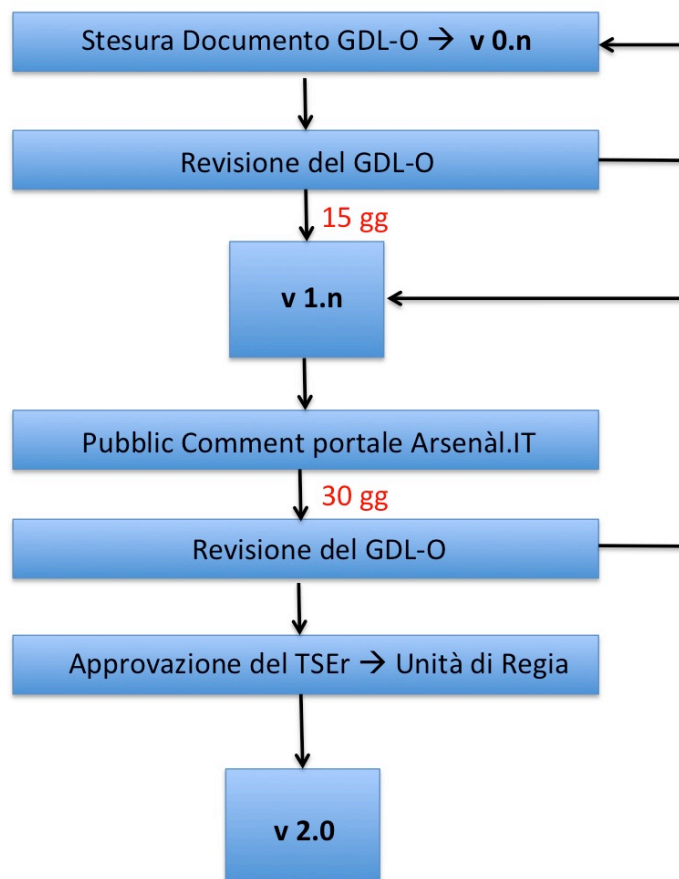 Stesura Documento GDL-O → v 0.n
Revisione del GDL-O
15 gg
v 1.n
Pubblic Comment portale Arsenàl.IT
30 gg
Revisione del GDL-O
Approvazione del TSEr → Unità di Regia
v 2.0